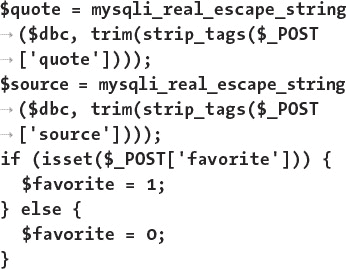 $quote = mysqli_real_escape_string
→ ($dbc, trim(strip_tags($_POST
→ ['quote'])));
$source = mysqli_real_escape_string
→ ($dbc, trim(strip_tags($_POST
→ ['source'])));
if (isset($_POST['favorite'])) {
  $favorite = 1;
} else {
  $favorite = 0;
}